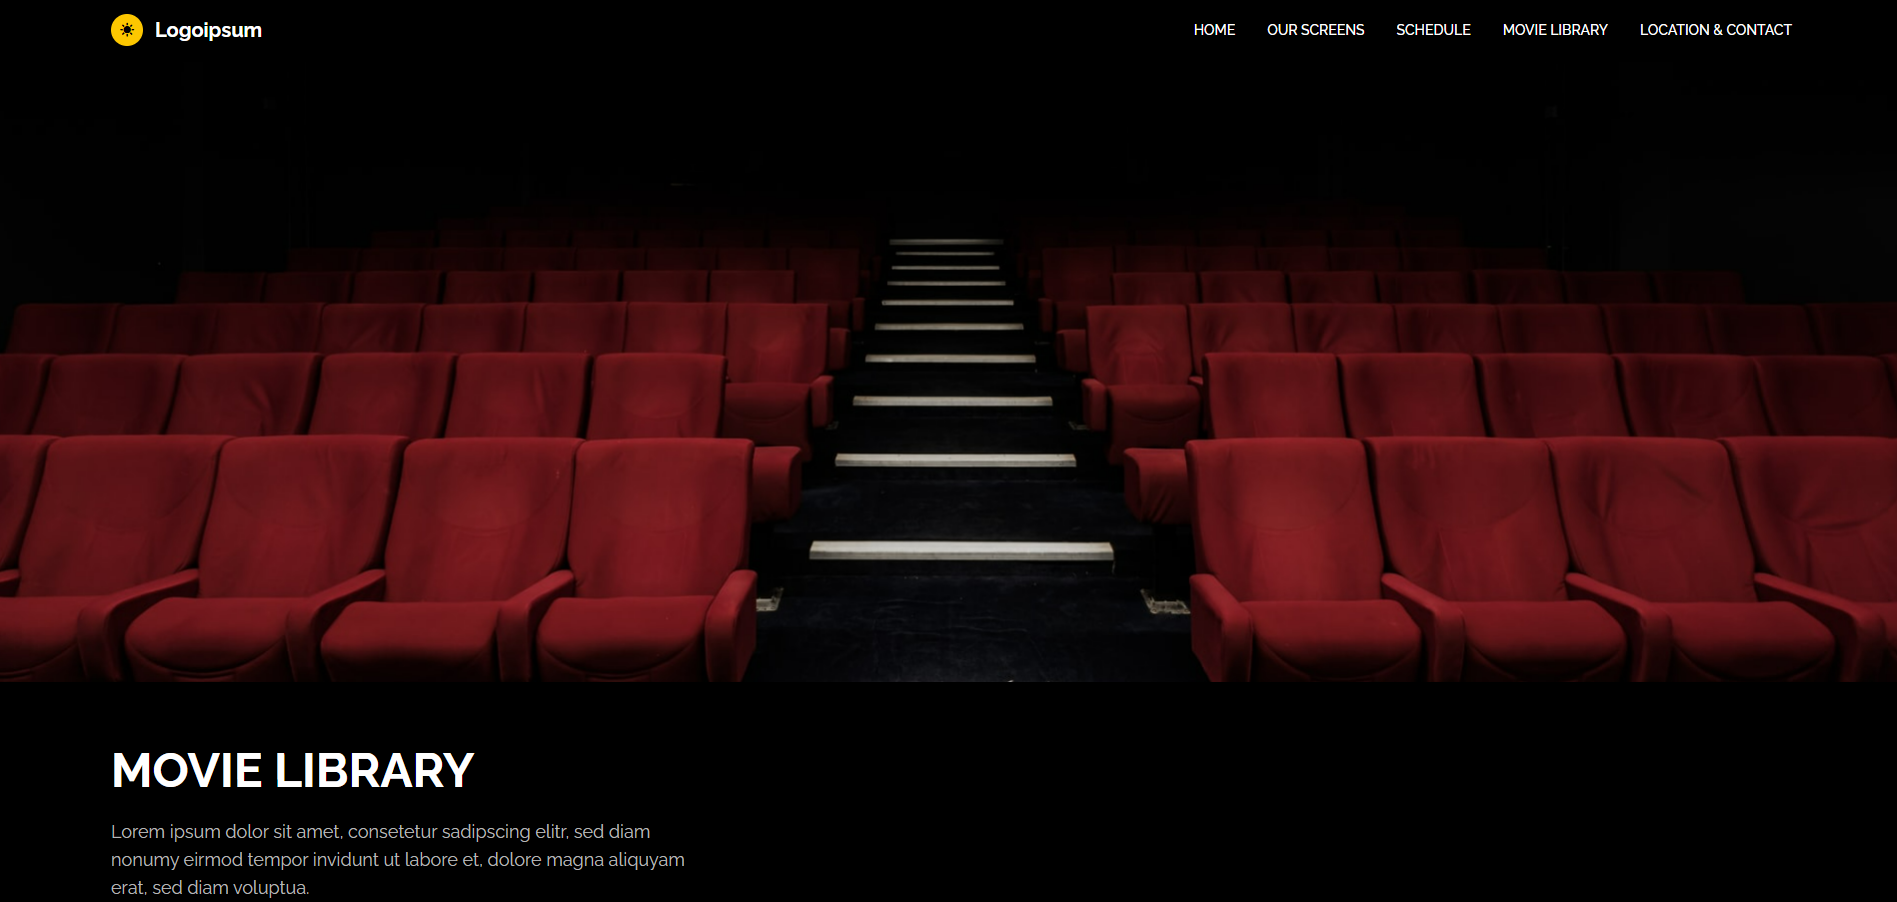 Logoipsum
HOME OUR SCREENS SCHEDULE MOVIE LIBRARY LOCATION & CONTACT
MOVIE LIBRARY
Lorem ipsum dolor sit amet, consetetur sadipscing elitr, sed diam
nonumy eirmod tempor invidunt ut labore et, dolore magna aliquyam
erat, sed diam voluptua.